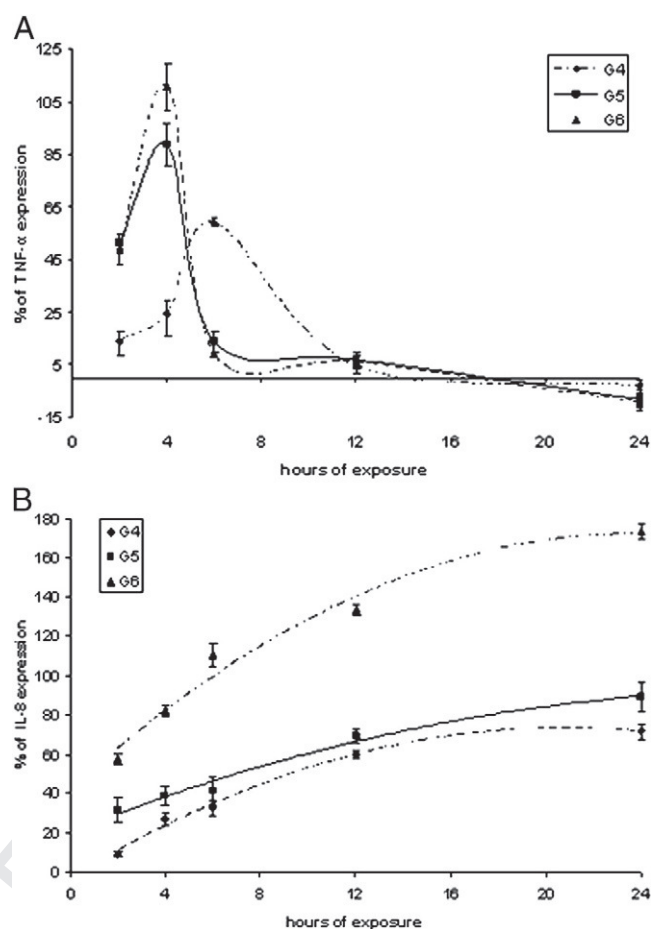 A
125
105
85
65
45
25
5
-15
% of TNF-α expression
G4
G5
G6
0 4 8 12 16 20 24
hours of exposure
B
180
160
140
120
100
80
60
40
20
0
% of IL-8 expression
G4
G5
G6
0 4 8 12 16 20 24
hours of exposure